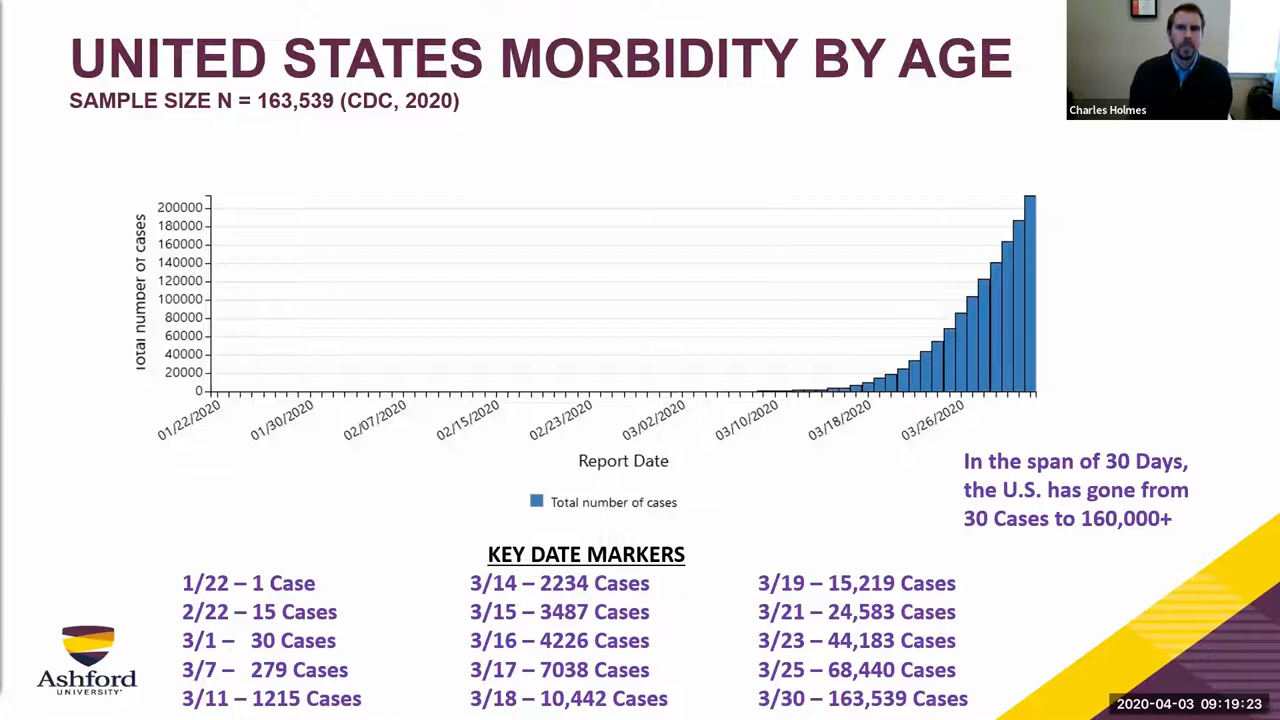 UNITED STATES MORBIDITY BY AGE
SAMPLE SIZE N = 163,539 (CDC, 2020)
Charles Holmes
Total number of cases
200000
180000
160000
140000
120000
100000
80000
60000
40000
20000
0
01/22/2020
01/30/2020
02/07/2020
02/15/2020
02/23/2020
03/02/2020
03/10/2020
03/18/2020
03/26/2020
Report Date
Total number of cases
In the span of 30 Days,
the U.S. has gone from
30 Cases to 160,000+
KEY DATE MARKERS
1/22 – 1 Case
2/22 – 15 Cases
3/1 – 30 Cases
3/7 – 279 Cases
3/11 – 1215 Cases
3/14 – 2234 Cases
3/15 – 3487 Cases
3/16 – 4226 Cases
3/17 – 7038 Cases
3/18 – 10,442 Cases
3/19 – 15,219 Cases
3/21 – 24,583 Cases
3/23 – 44,183 Cases
3/25 – 68,440 Cases
3/30 – 163,539 Cases
Ashford
UNIVERSITY
2020-04-03 09:19:23